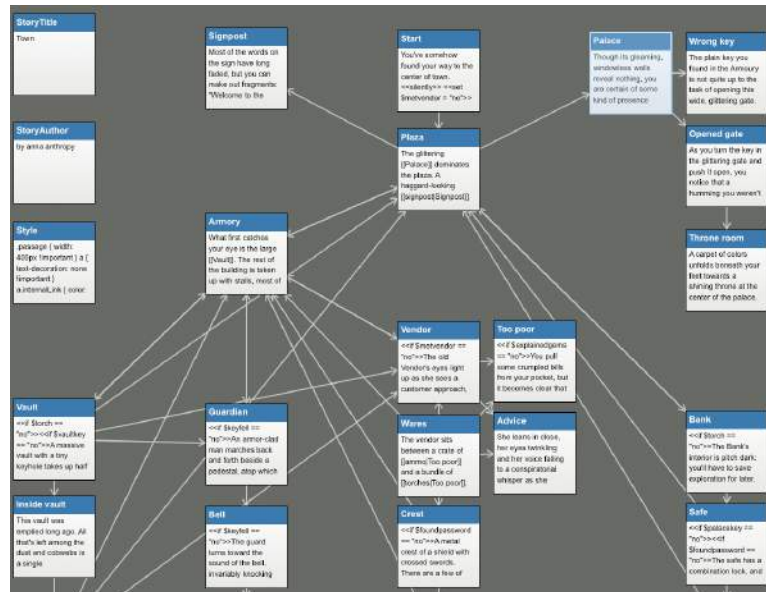 StoryTitle
Town
StoryAuthor
by anna anthropy
Style
.passage { width:
400px !important } a {
text-decoration: none
!important }
a.internalLink { color:
Signpost
Most of the words on
the sign have long
faded, but you can
make out fragments:
"Welcome to the
Start
You've somehow
found your way to the
center of town.
<<silently>> <<set
$metvendor = "no">>
Plaza
The glittering
[[Palace]] dominates
the plaza. A
haggard-looking
[[signpost|Signpost]]
Palace
Though its gleaming,
windowless walls
reveal nothing, you
are certain of some
kind of presence
Wrong key
The plain key you
found in the Armoury
is not quite up to the
task of opening this
wide, glittering gate.
Opened gate
As you turn the key in
the glittering gate and
push it open, you
notice that a
humming you weren't
Throne room
A carpet of colors
unfolds beneath your
feet towards a
shining throne at the
center of the palace.
Armory
What first catches
your eye is the large
[[Vault]]. The rest of
the building is taken
up with stalls, most of
Vendor
<<if $metvendor ==
"no">>The old
Vendor's eyes light
up as she sees a
customer approach,
Too poor
<<if $explainedgems
== "no">>You pull
some crumpled bills
from your pocket, but
it becomes clear that
Vault
<<if $torch ==
"no">><<if $vaultkey
== "no">>A massive
vault with a tiny
keyhole takes up half
Guardian
<<if $keyfell ==
"no">>An armor-clad
man marches back
and forth beside a
pedestal, atop which
Wares
The vendor sits
between a crate of
[[ammo|Too poor]]
and a bundle of
[[torches|Too poor]].
Advice
She leans in close,
her eyes twinkling
and her voice falling
to a conspiratorial
whisper as she
Bank
<<if $torch ==
"no">>The Bank's
interior is pitch dark;
you'll have to save
exploration for later.
Inside vault
This vault was
emptied long ago. All
that's left among the
dust and cobwebs is
a single
Bell
<<if $keyfell ==
"no">>The guard
turns toward the
sound of the bell,
invariably knocking
Crest
<<if $foundpassword
== "no">>A metal
crest of a shield with
crossed swords.
There are a few of
Safe
<<if $palacekey ==
"no">><<if
$foundpassword ==
"no">>The safe has a
combination lock, and